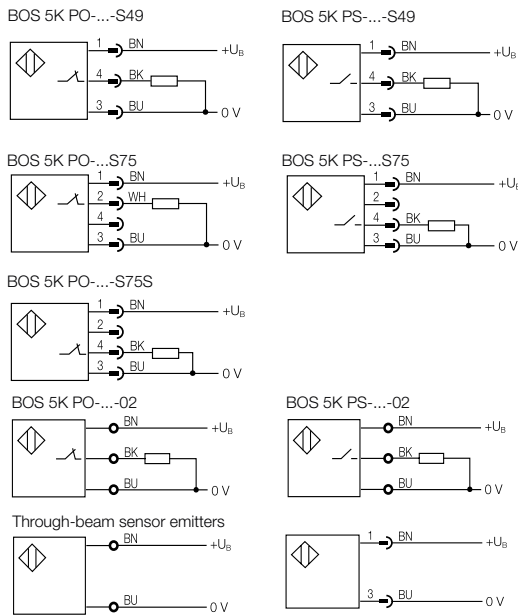 BOS 5K PO-...-S49
1 BN +UB
4 BK
3 BU 0 V
BOS 5K PS-...-S49
1 BN +UB
4 BK
3 BU 0 V
BOS 5K PO-...S75
1 BN +UB
2 WH
4
3 BU 0 V
BOS 5K PS-...S75
1 BN +UB
2
4 BK
3 BU 0 V
BOS 5K PO-...-S75S
1 BN +UB
2
4 BK
3 BU 0 V
BOS 5K PO-...-02
BN +UB
BK
BU 0 V
BOS 5K PS-...-02
BN +UB
BK
BU 0 V
Through-beam sensor emitters
BN +UB
BU 0 V
1 BN +UB
3 BU 0 V